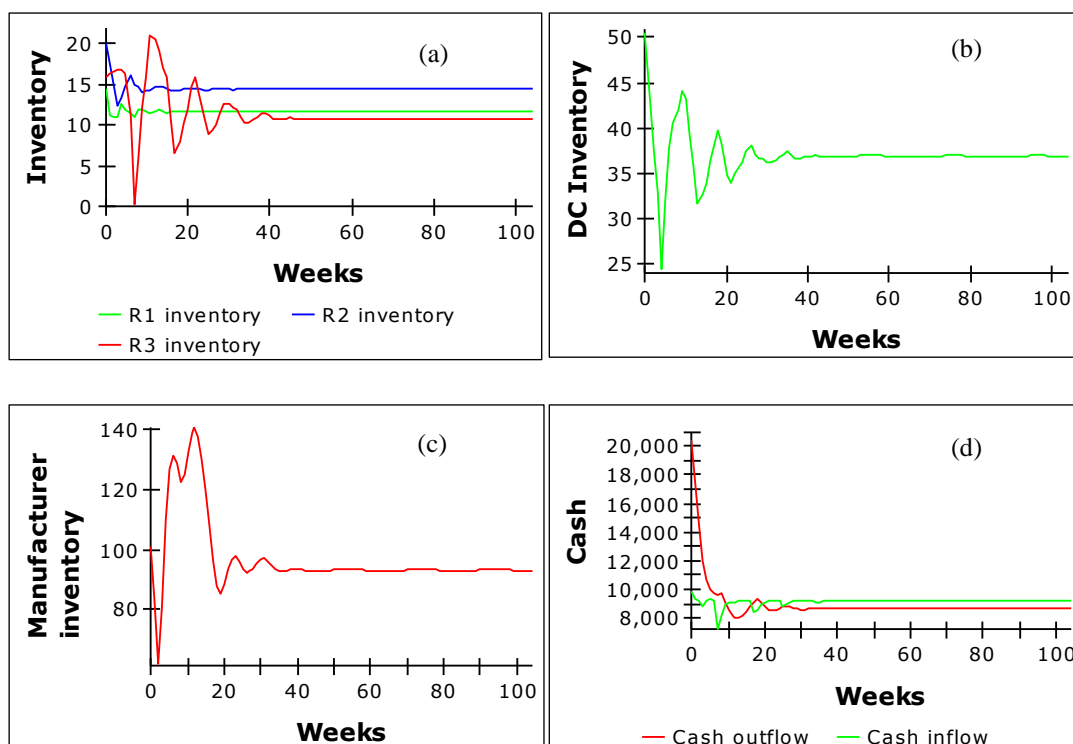 (a)
Inventory
20
15
10
5
0
0 20 40 60 80 100
Weeks
R1 inventory R2 inventory
R3 inventory
(b)
DC Inventory
50
45
40
35
30
25
0 20 40 60 80 100
Weeks
(c)
Manufacturer
inventory
140
120
100
80
0 20 40 60 80 100
Weeks
(d)
Cash
20,000
18,000
16,000
14,000
12,000
10,000
8,000
0 20 40 60 80 100
Weeks
Cash outflow Cash inflow